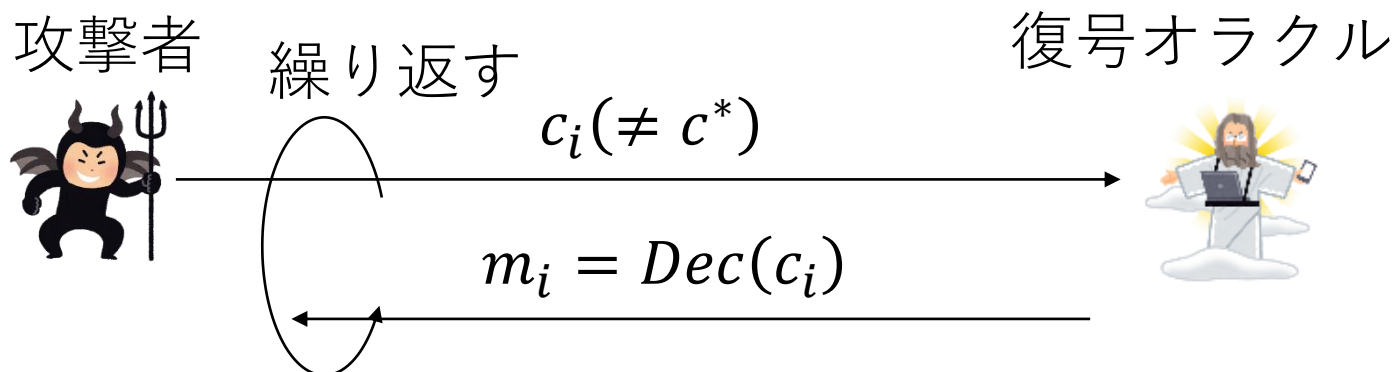 攻撃者
復号オラクル
繰り返す
c_i(≠ c^*)
m_i = Dec(c_i)